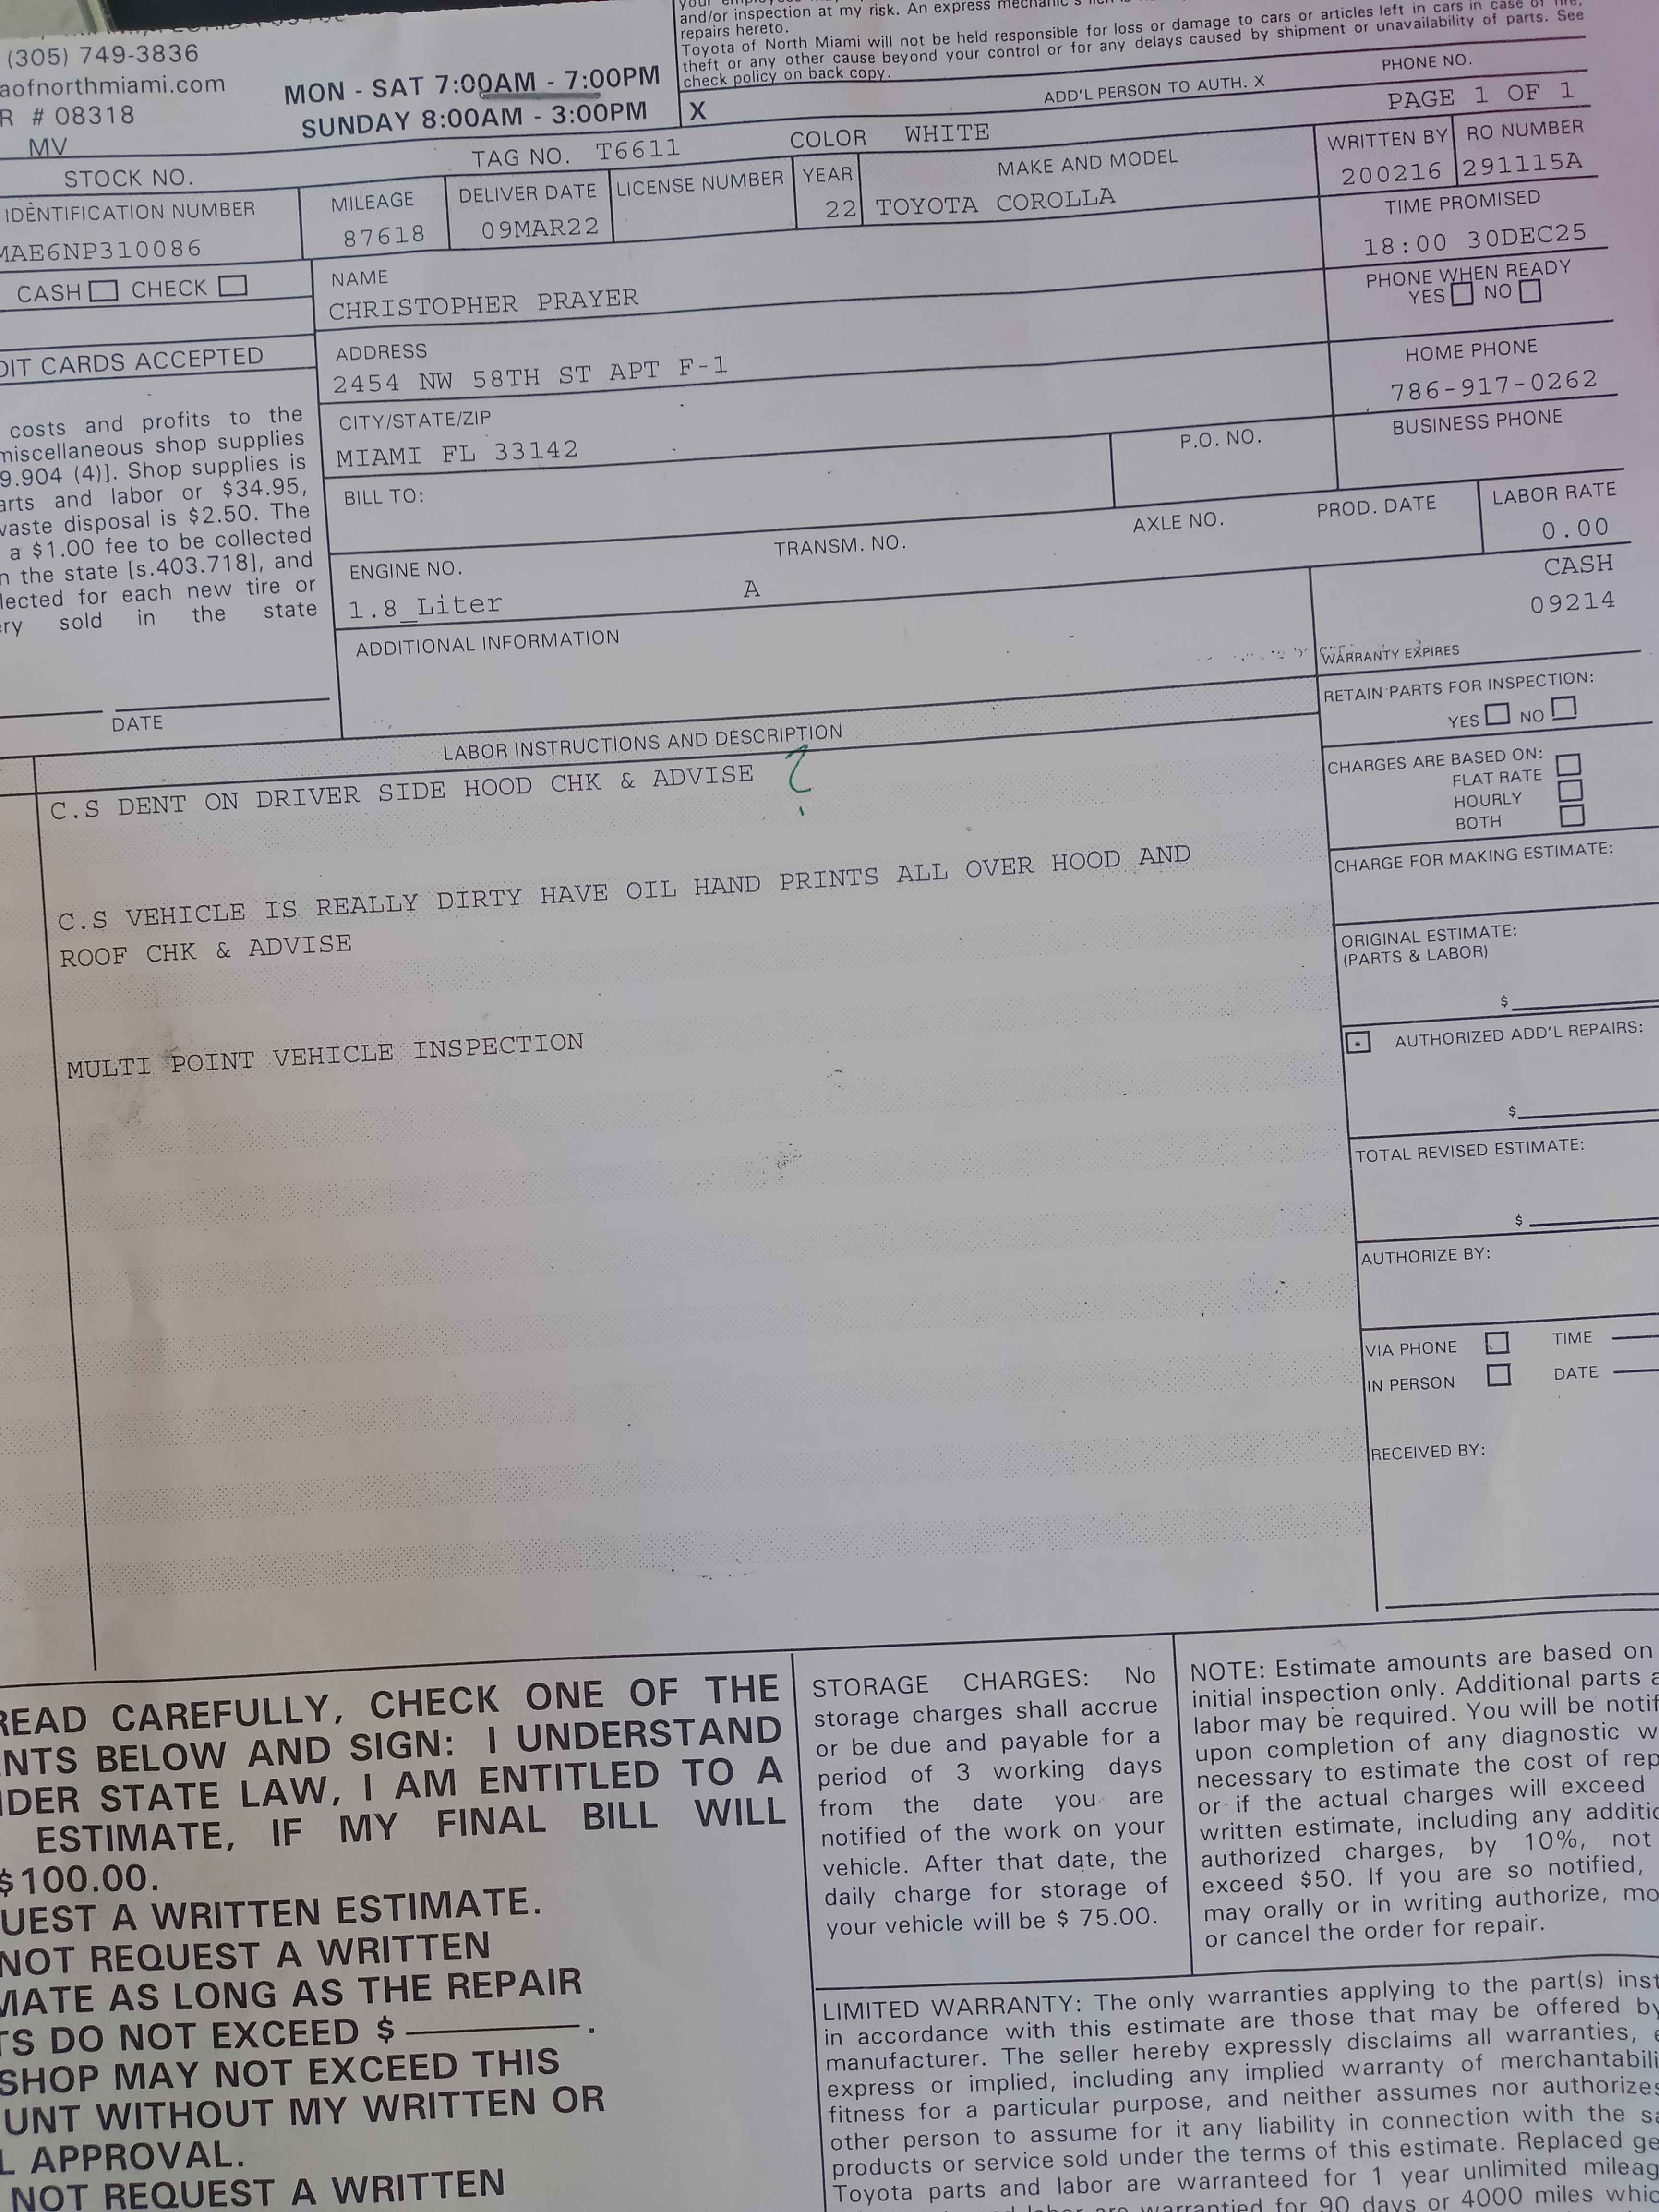 your
and/or inspection at my risk. An express mechanic's
repairs hereto.
Toyota of North Miami will not be held responsible for loss or damage to cars or articles left in cars in case of fire,
theft or any other cause beyond your control or for any delays caused by shipment or unavailability of parts. See
check policy on back copy.
(305) 749-3836
aofnorthmiami.com
R # 08318
MV
MON - SAT 7:00AM - 7:00PM
SUNDAY 8:00AM - 3:00PM
X
ADD'L PERSON TO AUTH. X
PHONE NO.
PAGE 1 OF 1
STOCK NO.
TAG NO. T6611
COLOR WHITE
IDENTIFICATION NUMBER
MAE6NP310086
MILEAGE
87618
DELIVER DATE
09MAR22
LICENSE NUMBER
YEAR
22
MAKE AND MODEL
TOYOTA COROLLA
WRITTEN BY
200216
RO NUMBER
291115A
TIME PROMISED
18:00 30DEC25
CASH CHECK
NAME
CHRISTOPHER PRAYER
PHONE WHEN READY
YES NO
DIT CARDS ACCEPTED
ADDRESS
2454 NW 58TH ST APT F-1
HOME PHONE
786-917-0262
CITY/STATE/ZIP
MIAMI FL 33142
P.O. NO.
BUSINESS PHONE
costs and profits to the
miscellaneous shop supplies
9.904 (4)]. Shop supplies is
arts and labor or $34.95,
waste disposal is $2.50. The
a $1.00 fee to be collected
n the state [s.403.718], and
lected for each new tire or
ery sold in the state
BILL TO:
TRANSM. NO.
AXLE NO.
PROD. DATE
LABOR RATE
0.00
ENGINE NO.
1.8_Liter
A
CASH
09214
ADDITIONAL INFORMATION
WARRANTY EXPIRES
DATE
RETAIN PARTS FOR INSPECTION:
YES NO
LABOR INSTRUCTIONS AND DESCRIPTION
C.S DENT ON DRIVER SIDE HOOD CHK & ADVISE ?
C.S VEHICLE IS REALLY DIRTY HAVE OIL HAND PRINTS ALL OVER HOOD AND
ROOF CHK & ADVISE
MULTI POINT VEHICLE INSPECTION
CHARGES ARE BASED ON:
FLAT RATE
HOURLY
BOTH
CHARGE FOR MAKING ESTIMATE:
ORIGINAL ESTIMATE:
(PARTS & LABOR)
$
AUTHORIZED ADD'L REPAIRS:
$
TOTAL REVISED ESTIMATE:
$
AUTHORIZE BY:
VIA PHONE TIME
IN PERSON DATE
RECEIVED BY:
READ CAREFULLY, CHECK ONE OF THE
NTS BELOW AND SIGN: I UNDERSTAND
DER STATE LAW, I AM ENTITLED TO A
ESTIMATE, IF MY FINAL BILL WILL
$100.00.
UEST A WRITTEN ESTIMATE.
NOT REQUEST A WRITTEN
MATE AS LONG AS THE REPAIR
TS DO NOT EXCEED $ .
SHOP MAY NOT EXCEED THIS
UNT WITHOUT MY WRITTEN OR
L APPROVAL.
NOT REQUEST A WRITTEN
STORAGE CHARGES: No
storage charges shall accrue
or be due and payable for a
period of 3 working days
from the date you are
notified of the work on your
vehicle. After that date, the
daily charge for storage of
your vehicle will be $ 75.00.
NOTE: Estimate amounts are based on
initial inspection only. Additional parts a
labor may be required. You will be notif
upon completion of any diagnostic w
necessary to estimate the cost of rep
or if the actual charges will exceed
written estimate, including any additio
authorized charges, by 10%, not
exceed $50. If you are so notified,
may orally or in writing authorize, mo
or cancel the order for repair.
LIMITED WARRANTY: The only warranties applying to the part(s) inst
in accordance with this estimate are those that may be offered by
manufacturer. The seller hereby expressly disclaims all warranties, e
express or implied, including any implied warranty of merchantabili
fitness for a particular purpose, and neither assumes nor authorizes
other person to assume for it any liability in connection with the sa
products or service sold under the terms of this estimate. Replaced ge
Toyota parts and labor are warranteed for 1 year unlimited mileag
warrantied for 90 days or 4000 miles whic